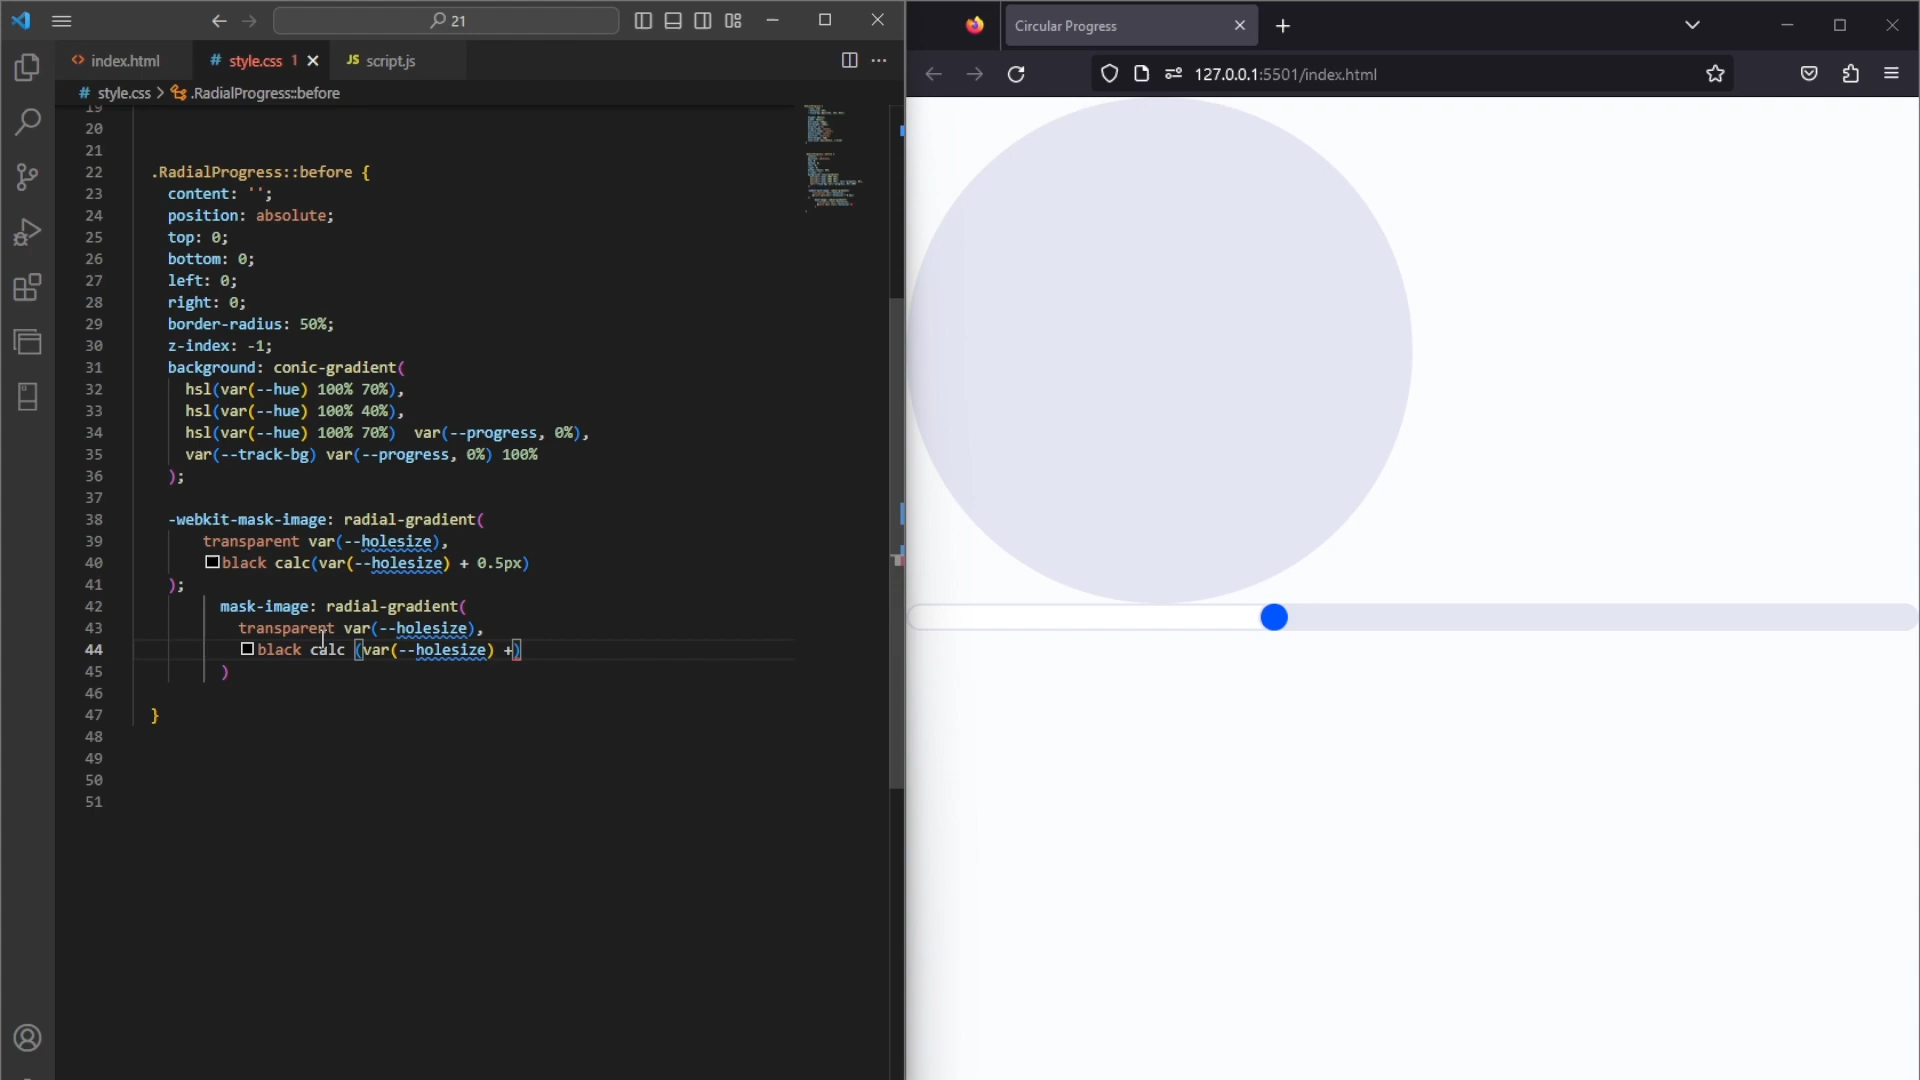 21
index.html
# style.css 1
JS script.js
# style.css > .RadialProgress::before
19
20
21
22 .RadialProgress::before {
23 content: '';
24 position: absolute;
25 top: 0;
26 bottom: 0;
27 left: 0;
28 right: 0;
29 border-radius: 50%;
30 z-index: -1;
31 background: conic-gradient(
32 hsl(var(--hue) 100% 70%),
33 hsl(var(--hue) 100% 40%),
34 hsl(var(--hue) 100% 70%)  var(--progress, 0%),
35 var(--track-bg) var(--progress, 0%) 100%
36 );
37
38 -webkit-mask-image: radial-gradient(
39 transparent var(--holesize),
40 black calc(var(--holesize) + 0.5px)
41 );
42 mask-image: radial-gradient(
43 transparent var(--holesize),
44 black calc (var(--holesize) +)
45 )
46
47 }
48
49
50
51
Circular Progress
127.0.0.1:5501/index.html